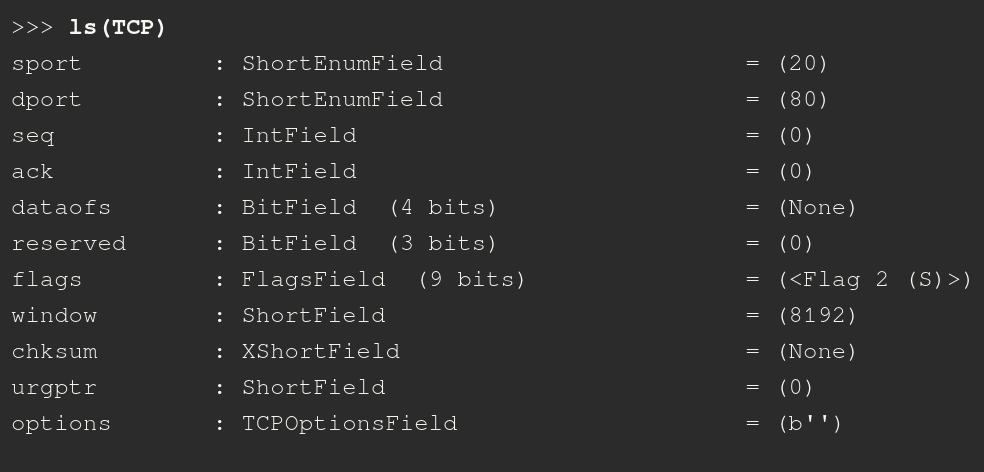 >>> ls(TCP)
sport : ShortEnumField = (20)
dport : ShortEnumField = (80)
seq : IntField = (0)
ack : IntField = (0)
dataofs : BitField (4 bits) = (None)
reserved : BitField (3 bits) = (0)
flags : FlagsField (9 bits) = (<Flag 2 (S)>)
window : ShortField = (8192)
chksum : XShortField = (None)
urgptr : ShortField = (0)
options : TCPOptionsField = (b'')